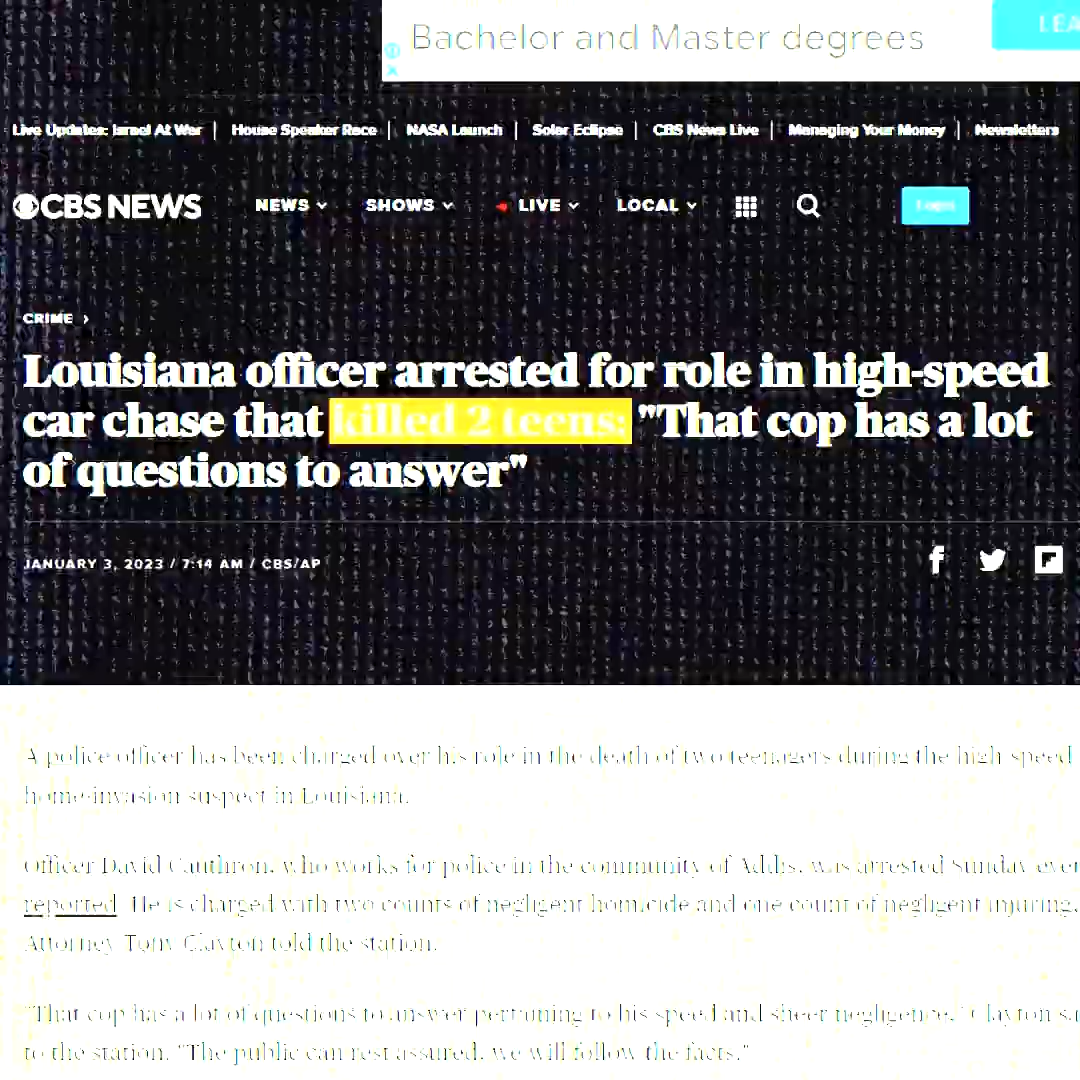 Bachelor and Master degrees
LEA
Live Updates: Israel At War | House Speaker Race | NASA Launch | Solar Eclipse | CBS News Live | Managing Your Money | Newsletters
CBS NEWS NEWS SHOWS LIVE LOCAL Login
CRIME ›
Louisiana officer arrested for role in high-speed
car chase that killed 2 teens: "That cop has a lot
of questions to answer"
JANUARY 3, 2023 / 7:14 AM / CBS/AP
A police officer has been charged over his role in the death of two teenagers during the high-speed
home-invasion suspect in Louisiana.
Officer David Cauthron, who works for police in the community of Addis, was arrested Sunday ever
reported. He is charged with two counts of negligent homicide and one count of negligent injuring,
Attorney Tony Clayton told the station.
"That cop has a lot of questions to answer pertaining to his speed and sheer negligence," Clayton sa
to the station. "The public can rest assured, we will follow the facts."